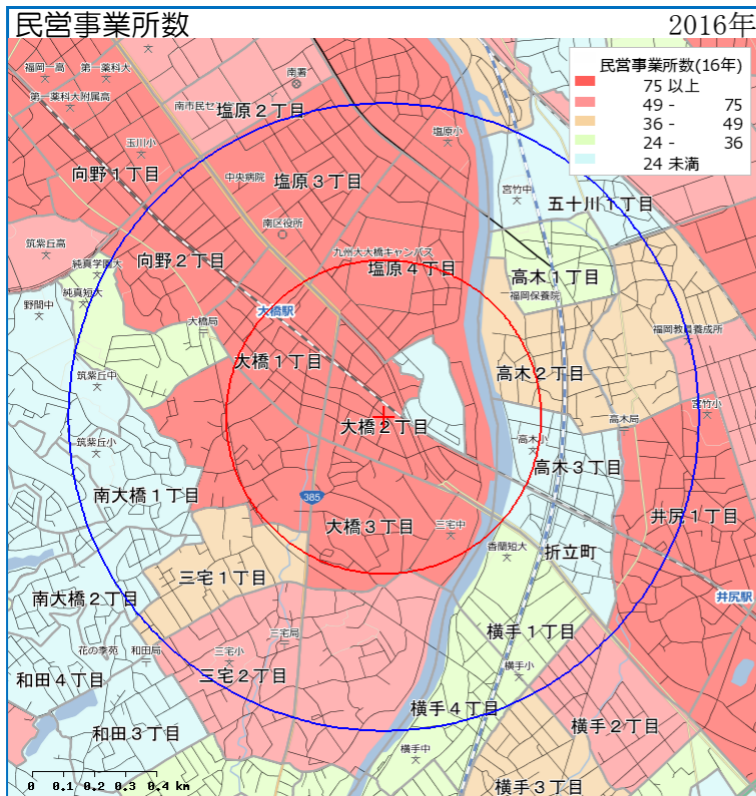 民営事業所数
2016年
民営事業所数(16年)
75 以上
49 - 75
36 - 49
24 - 36
24 未満
福岡一高
第一薬科大
第一薬科大附属高
南署
南市民セ
塩原２丁目
玉川小
塩原小
向野１丁目
中央病院
塩原３丁目
宮竹中
五十川１丁目
南区役所
筑紫丘高
純真学園大
向野２丁目
九州大大橋キャンパス
塩原４丁目
高木１丁目
福岡保養院
純真短大
野間中
大橋駅
大橋局
福岡教員養成所
大橋１丁目
筑紫丘中
高木２丁目
宮竹小
大橋２丁目
高木局
筑紫丘小
高木小
高木３丁目
南大橋１丁目
385
井尻１丁目
大橋３丁目
三宅中
香蘭短大
折立町
三宅１丁目
南大橋２丁目
井尻駅
三宅局
横手１丁目
花の季苑
和田局
三宅小
三宅２丁目
横手小
和田４丁目
横手４丁目
和田３丁目
横手２丁目
横手中
0 0.1 0.2 0.3 0.4 km
横手３丁目